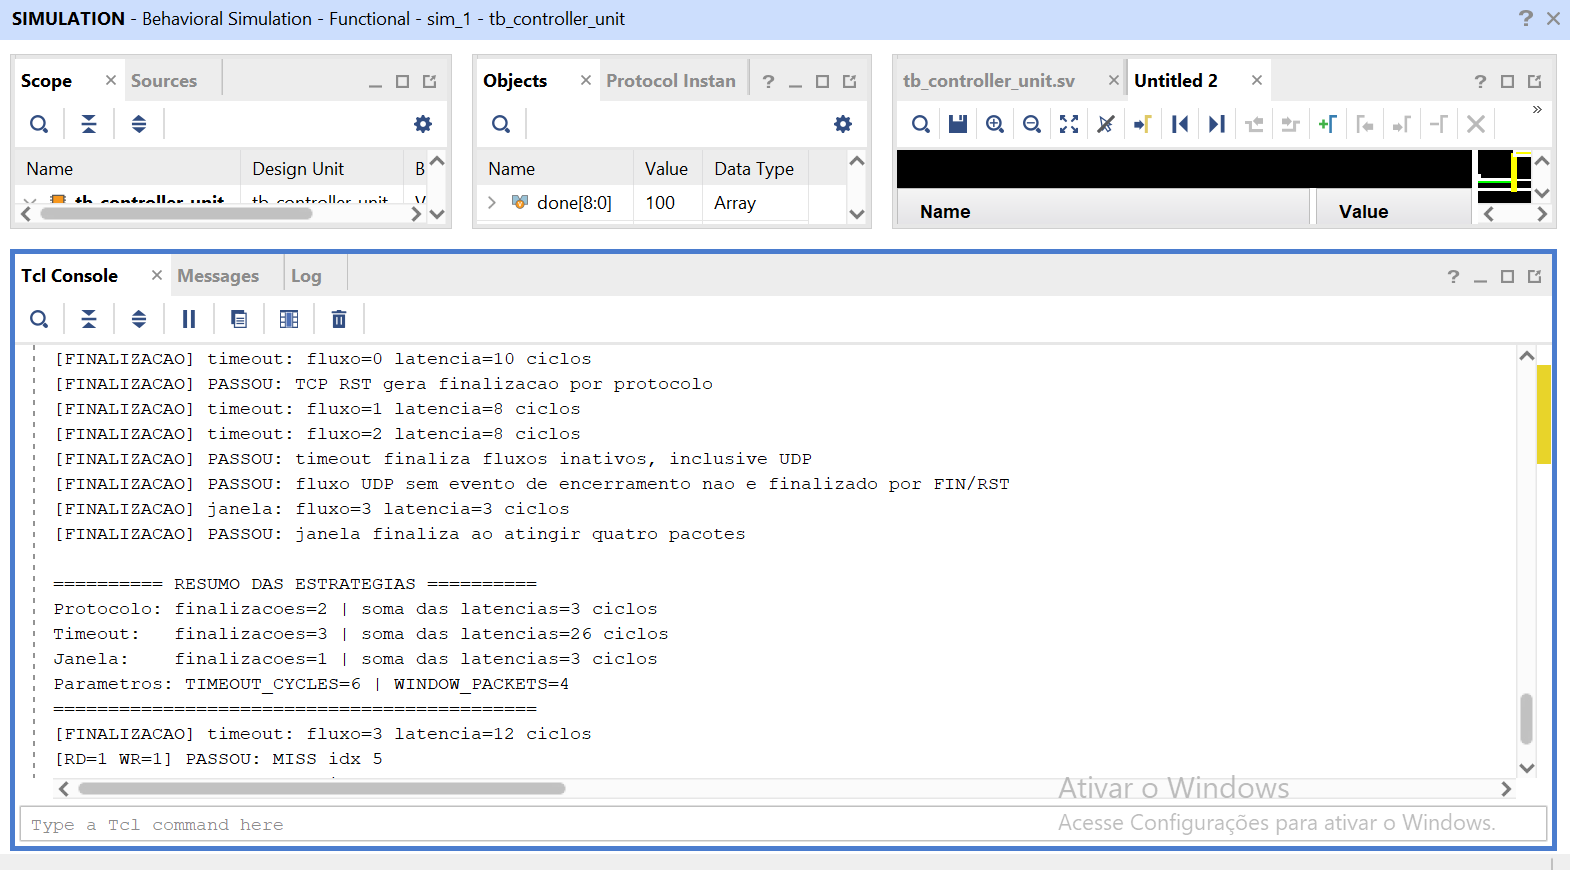 SIMULATION - Behavioral Simulation - Functional - sim_1 - tb_controller_unit
Scope
Sources
Name
Design Unit
B
tb_controller_unit
tb_controller_unit
V
Objects
Protocol Instan
Name
Value
Data Type
done[8:0]
100
Array
tb_controller_unit.sv
Untitled 2
Name
Value
Tcl Console
Messages
Log
[FINALIZACAO] timeout: fluxo=0 latencia=10 ciclos
[FINALIZACAO] PASSOU: TCP RST gera finalizacao por protocolo
[FINALIZACAO] timeout: fluxo=1 latencia=8 ciclos
[FINALIZACAO] timeout: fluxo=2 latencia=8 ciclos
[FINALIZACAO] PASSOU: timeout finaliza fluxos inativos, inclusive UDP
[FINALIZACAO] PASSOU: fluxo UDP sem evento de encerramento nao e finalizado por FIN/RST
[FINALIZACAO] janela: fluxo=3 latencia=3 ciclos
[FINALIZACAO] PASSOU: janela finaliza ao atingir quatro pacotes
========== RESUMO DAS ESTRATEGIAS ==========
Protocolo: finalizacoes=2 | soma das latencias=3 ciclos
Timeout: finalizacoes=3 | soma das latencias=26 ciclos
Janela: finalizacoes=1 | soma das latencias=3 ciclos
Parametros: TIMEOUT_CYCLES=6 | WINDOW_PACKETS=4
============================================
[FINALIZACAO] timeout: fluxo=3 latencia=12 ciclos
[RD=1 WR=1] PASSOU: MISS idx 5
Type a Tcl command here
Ativar o Windows
Acesse Configurações para ativar o Windows.